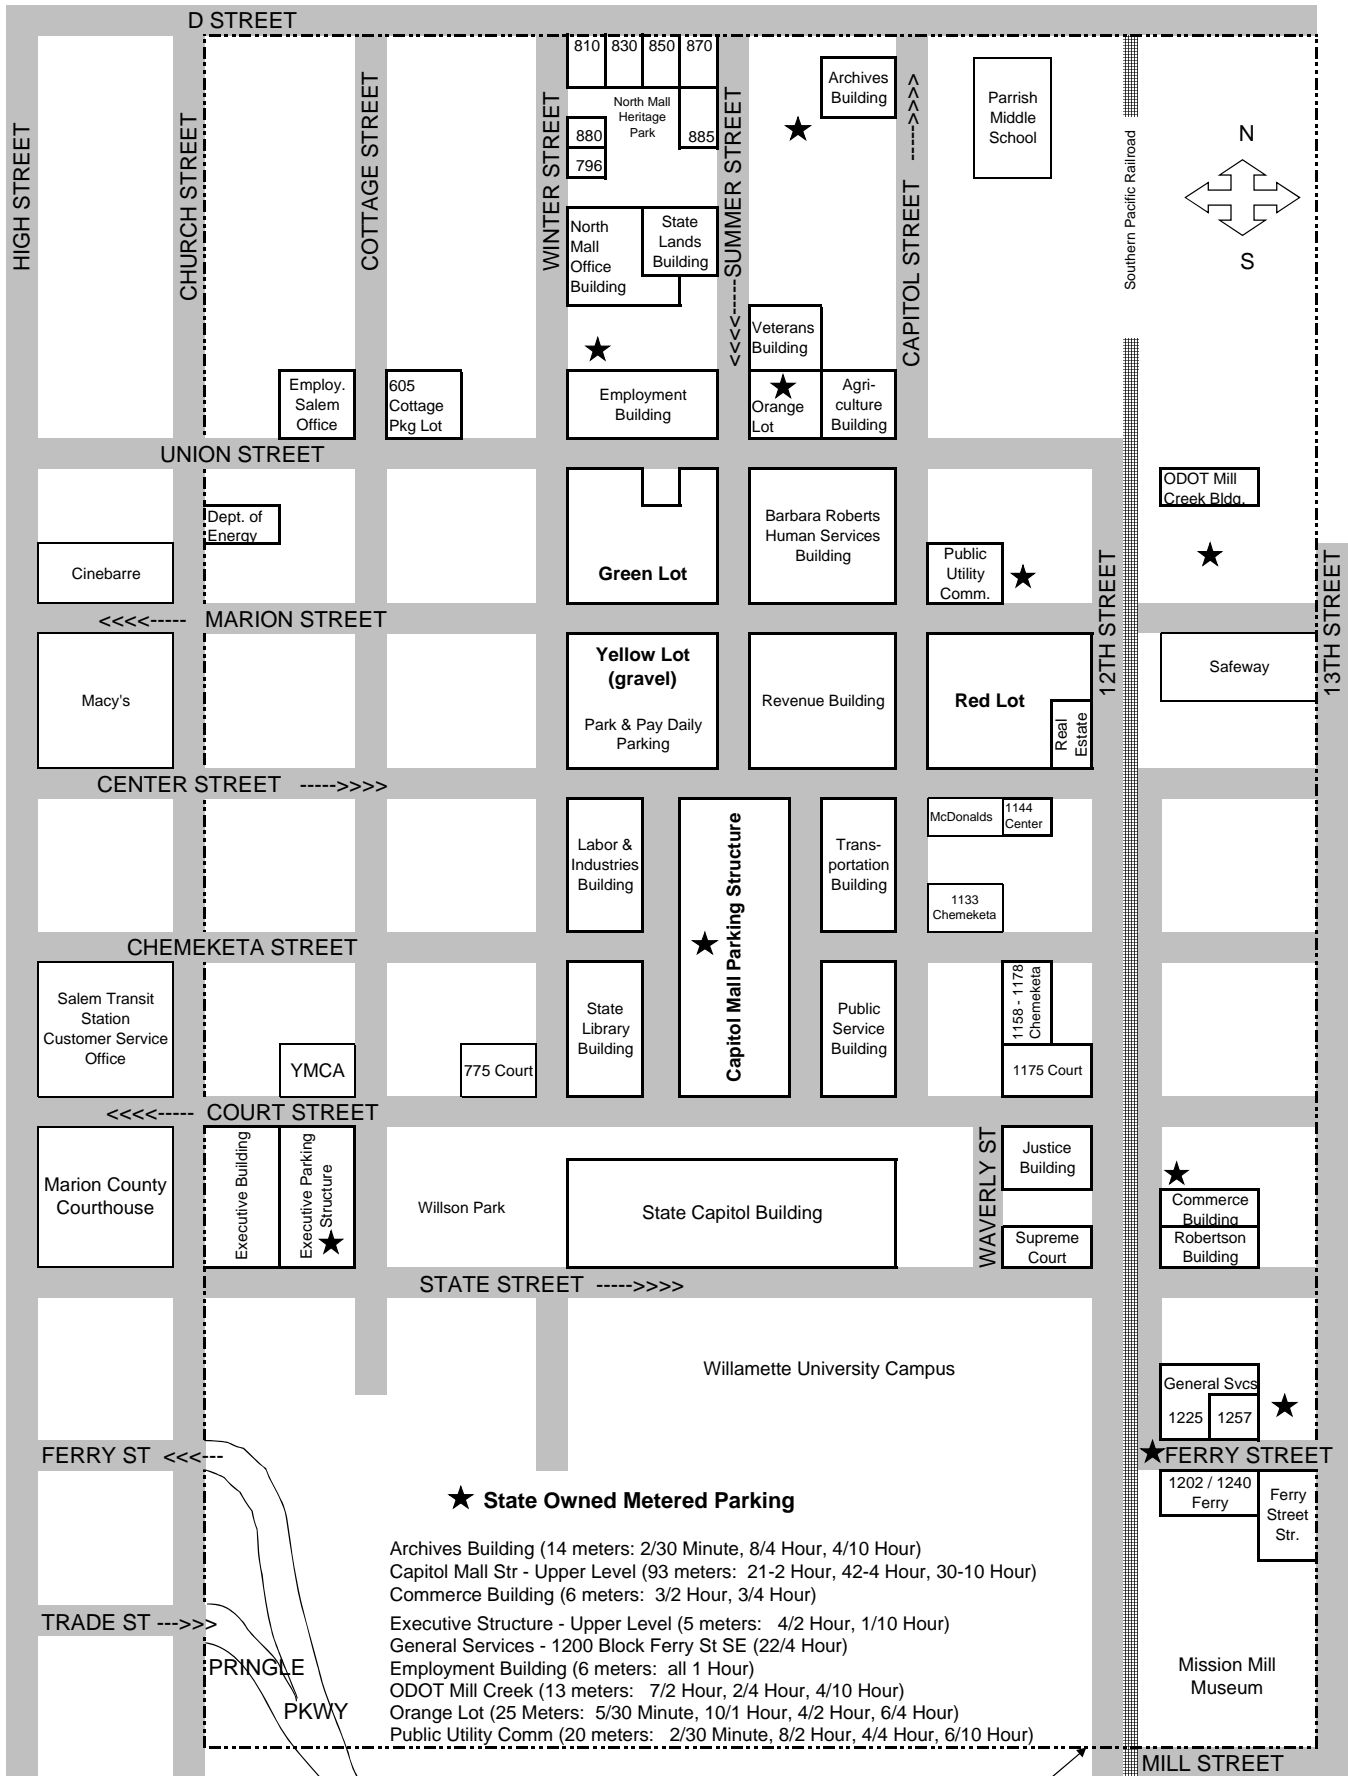 D STREET
810 830 850 870
Archives
Building
North Mall
Heritage
Park
880
885
796
Parrish
Middle
School
N
S
HIGH STREET
CHURCH STREET
COTTAGE STREET
WINTER STREET
<<<<-----SUMMER STREET
CAPITOL STREET ----->>>>
Southern Pacific Railroad
North
Mall
Office
Building
State
Lands
Building
Veterans
Building
Employ.
Salem
Office
605
Cottage
Pkg Lot
Employment
Building
Orange
Lot
Agri-
culture
Building
UNION STREET
Dept. of
Energy
Cinebarre
Green Lot
Barbara Roberts
Human Services
Building
Public
Utility
Comm.
ODOT Mill
Creek Bldg.
12TH STREET
13TH STREET
<<<<----- MARION STREET
Macy's
Yellow Lot
(gravel)
Park & Pay Daily
Parking
Revenue Building
Red Lot
Real
Estate
Safeway
CENTER STREET ----->>>>
Labor &
Industries
Building
Capitol Mall Parking Structure
Trans-
portation
Building
McDonalds
1144
Center
1133
Chemeketa
CHEMEKETA STREET
Salem Transit
Station
Customer Service
Office
YMCA
775 Court
State
Library
Building
Public
Service
Building
1158 - 1178
Chemeketa
1175 Court
<<<<----- COURT STREET
Marion County
Courthouse
Executive Building
Executive Parking
Structure
Willson Park
State Capitol Building
WAVERLY ST
Justice
Building
Supreme
Court
Commerce
Building
Robertson
Building
STATE STREET ----->>>>
Willamette University Campus
General Svcs
1225 1257
FERRY ST <<<---
FERRY STREET
1202 / 1240
Ferry
Ferry
Street
Str.
State Owned Metered Parking
Archives Building (14 meters: 2/30 Minute, 8/4 Hour, 4/10 Hour)
Capitol Mall Str - Upper Level (93 meters: 21-2 Hour, 42-4 Hour, 30-10 Hour)
Commerce Building (6 meters: 3/2 Hour, 3/4 Hour)
Executive Structure - Upper Level (5 meters: 4/2 Hour, 1/10 Hour)
General Services - 1200 Block Ferry St SE (22/4 Hour)
Employment Building (6 meters: all 1 Hour)
ODOT Mill Creek (13 meters: 7/2 Hour, 2/4 Hour, 4/10 Hour)
Orange Lot (25 Meters: 5/30 Minute, 10/1 Hour, 4/2 Hour, 6/4 Hour)
Public Utility Comm (20 meters: 2/30 Minute, 8/2 Hour, 4/4 Hour, 6/10 Hour)
TRADE ST --->>>
PRINGLE
PKWY
Mission Mill
Museum
MILL STREET